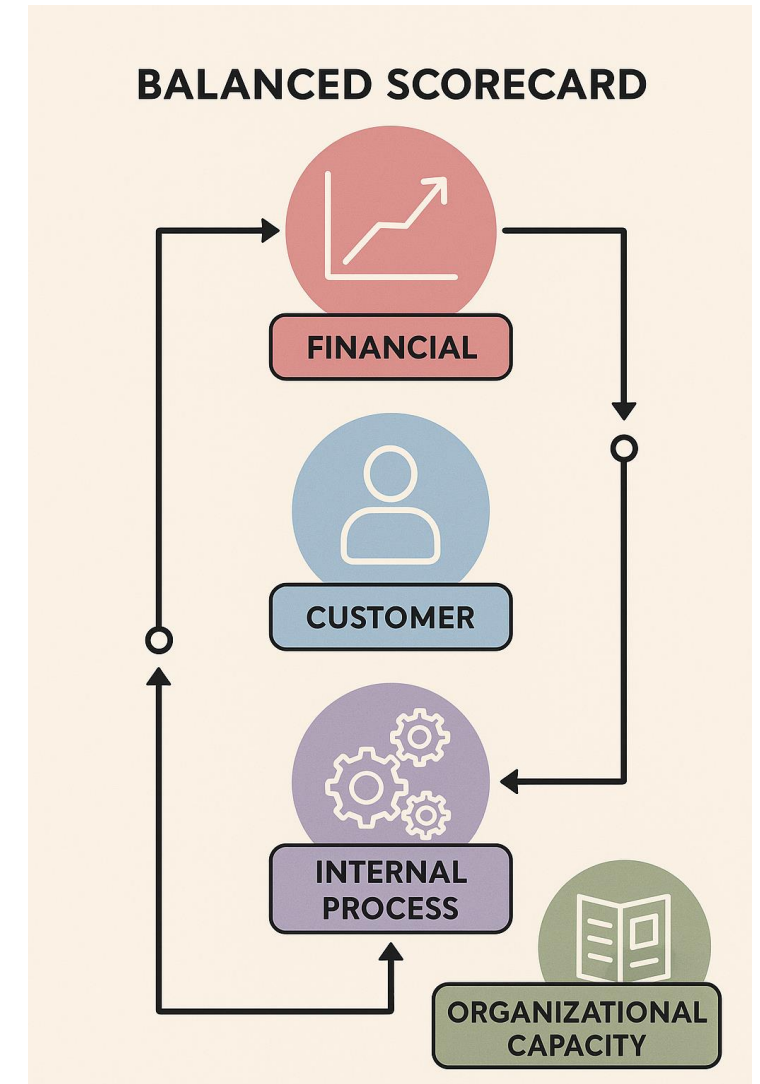 BALANCED SCORECARD
FINANCIAL
CUSTOMER
INTERNAL
PROCESS
ORGANIZATIONAL
CAPACITY